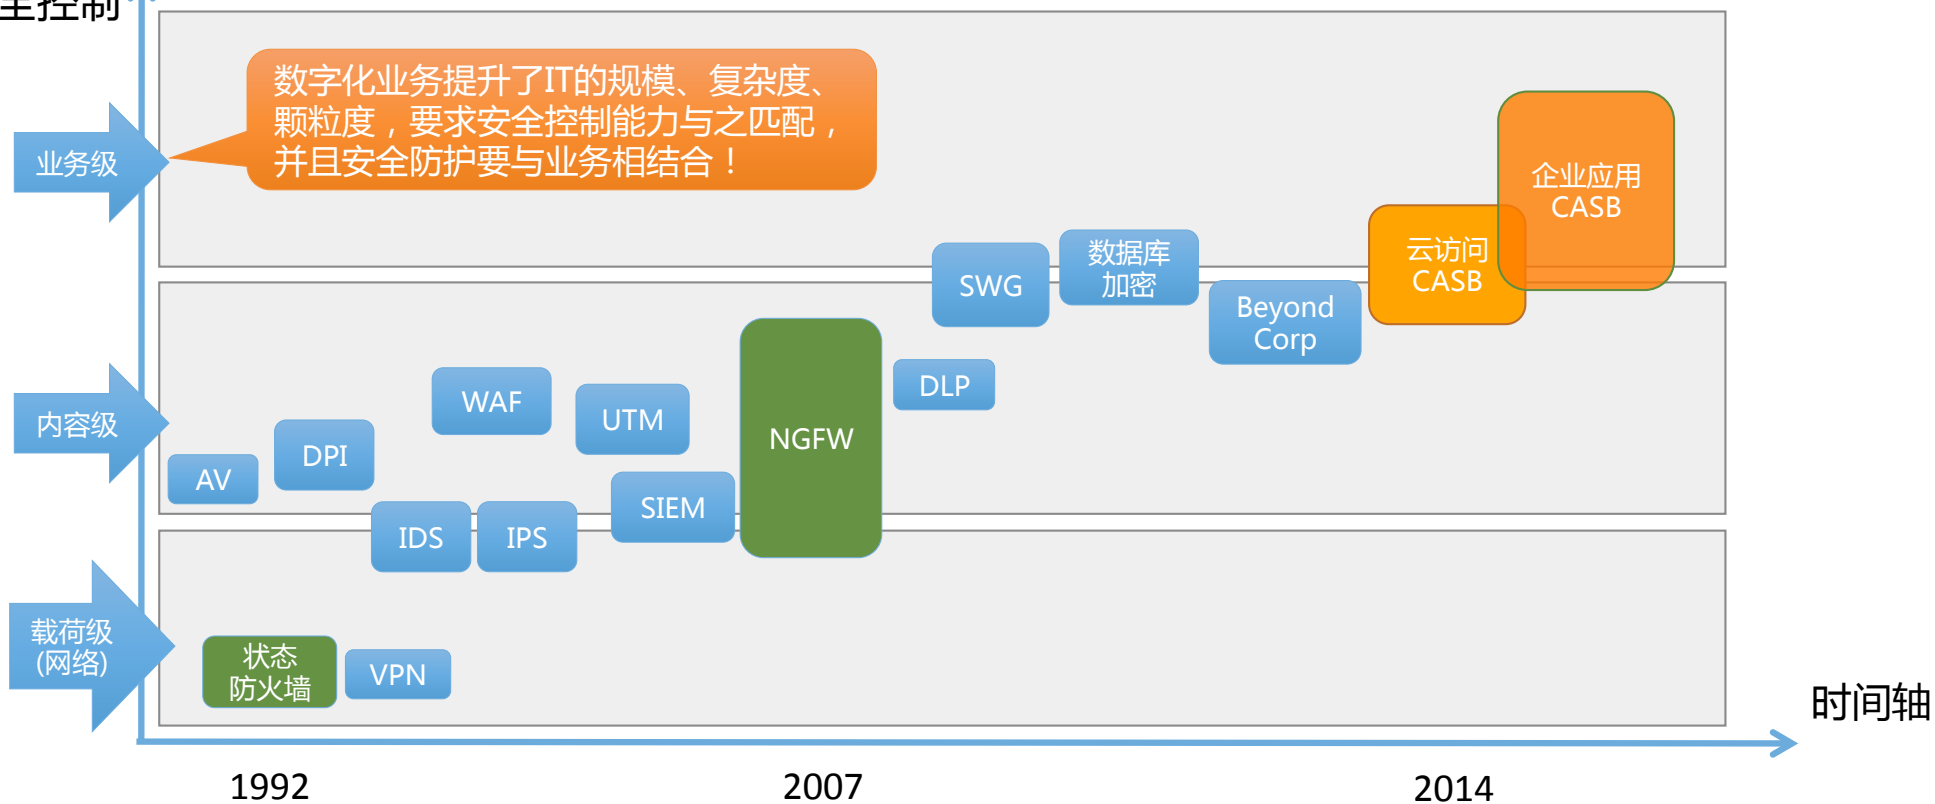 全控制
数字化业务提升了IT的规模、复杂度、
颗粒度，要求安全控制能力与之匹配，
并且安全防护要与业务相结合！
业务级
企业应用
CASB
云访问
CASB
数据库
加密
SWG
Beyond
Corp
内容级
WAF
UTM
NGFW
DLP
DPI
AV
SIEM
IDS
IPS
载荷级
(网络)
状态
防火墙
VPN
时间轴
1992
2007
2014